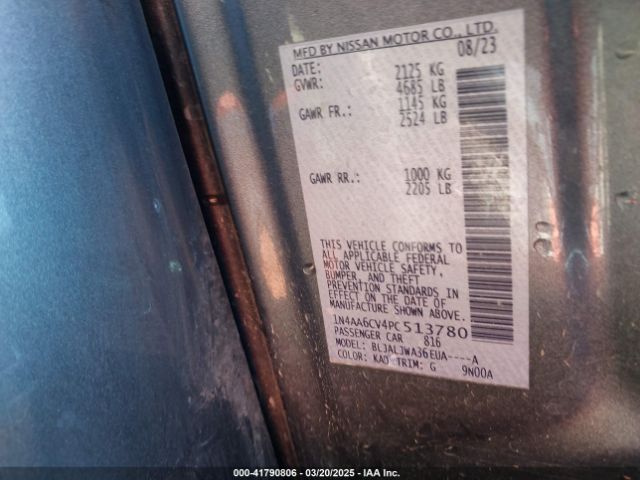 MFD BY NISSAN MOTOR CO., LTD.
DATE: 08/23
GVWR: 2125 KG
4685 LB
GAWR FR.: 1145 KG
2524 LB
GAWR RR.: 1000 KG
2205 LB
THIS VEHICLE CONFORMS TO
ALL APPLICABLE FEDERAL
MOTOR VEHICLE SAFETY,
BUMPER, AND THEFT
PREVENTION STANDARDS IN
EFFECT ON THE DATE OF
MANUFACTURE SHOWN ABOVE.
1N4AA6CV4PC513780
PASSENGER CAR 816
MODEL: BLJALJWA36EUA----A
COLOR: KAD TRIM: G 9N00A
000-41790806 - 03/20/2025 - IAA Inc.